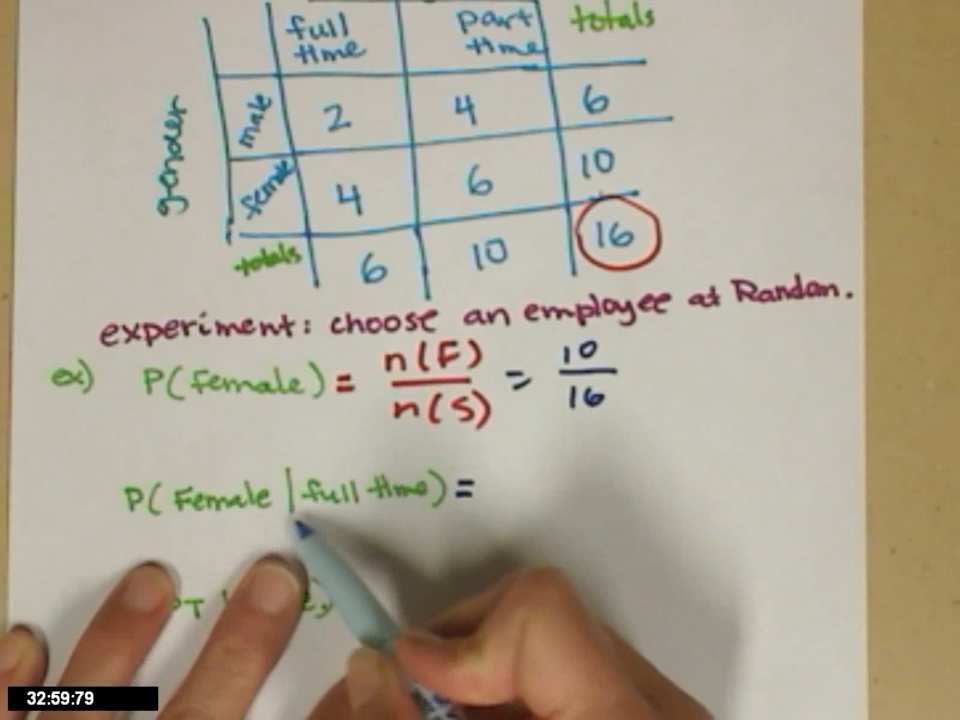 full time part time totals
gender male 2 4 6
female 4 6 10
totals 6 10 16
experiment: choose an employee at Random.
ex) P(Female) = n(F) / n(S) = 10 / 16
P(Female | full time) =
32:59:79